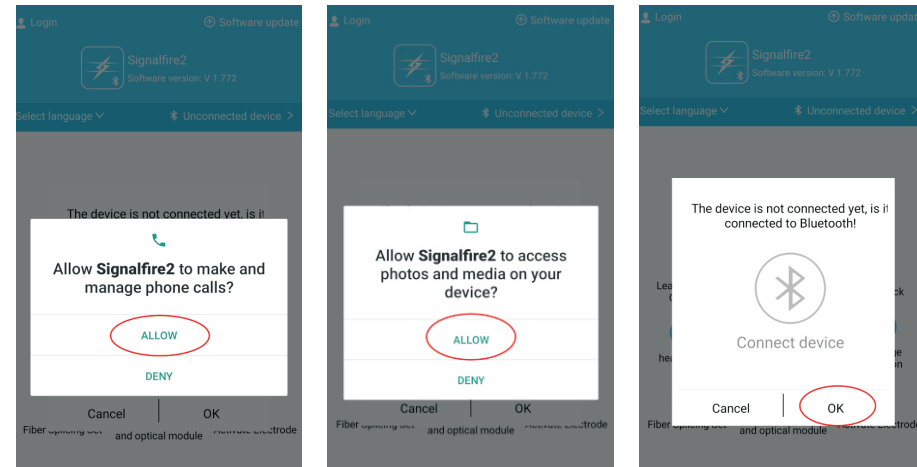 Login
Software update
Signalfire2
Software version: V 1.772
Select language
Unconnected device
The device is not connected yet, is it
Allow Signalfire2 to make and
manage phone calls?
ALLOW
DENY
Cancel
OK
Fiber
and optical module
Login
Software update
Signalfire2
Software version: V 1.772
Select language
Unconnected device
Allow Signalfire2 to access
photos and media on your
device?
ALLOW
DENY
Cancel
OK
Fiber
and optical module
Login
Software updat
Signalfire2
Software version: V 1.772
Select language
Unconnected device
The device is not connected yet, is it
connected to Bluetooth!
Connect device
Cancel
OK
Fiber
and optical module